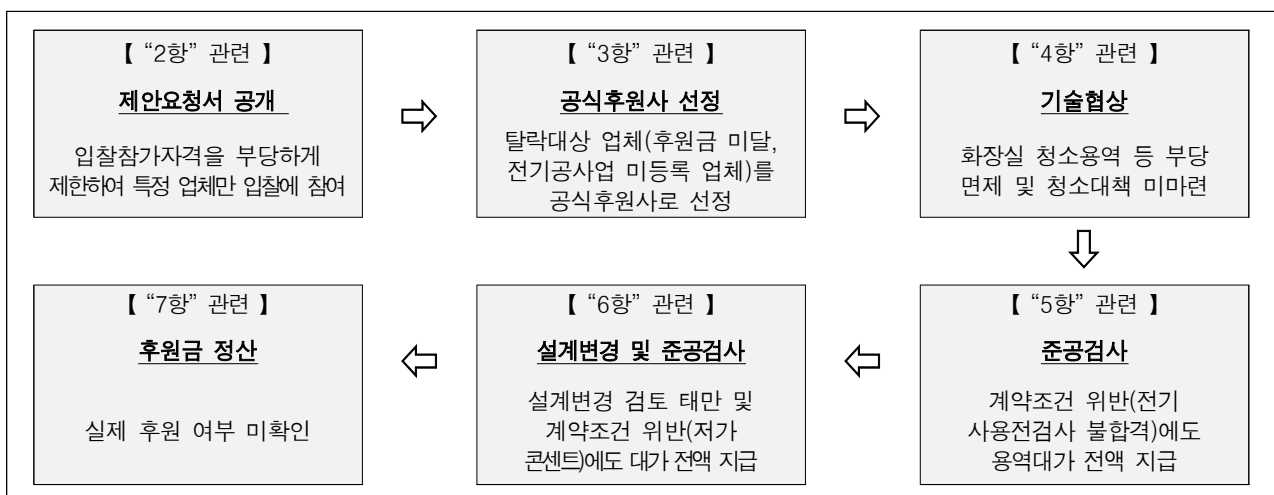 【 “2항” 관련 】
제안요청서 공개
입찰참가자격을 부당하게
제한하여 특정 업체만 입찰에 참여
【 “3항” 관련 】
공식후원사 선정
탈락대상 업체(후원금 미달,
전기공사업 미등록 업체)를
공식후원사로 선정
【 “4항” 관련 】
기술협상
화장실 청소용역 등 부당
면제 및 청소대책 미마련
【 “7항” 관련 】
후원금 정산
실제 후원 여부 미확인
【 “6항” 관련 】
설계변경 및 준공검사
설계변경 검토 태만 및
계약조건 위반(저가
콘센트)에도 대가 전액 지급
【 “5항” 관련 】
준공검사
계약조건 위반(전기
사용전검사 불합격)에도
용역대가 전액 지급